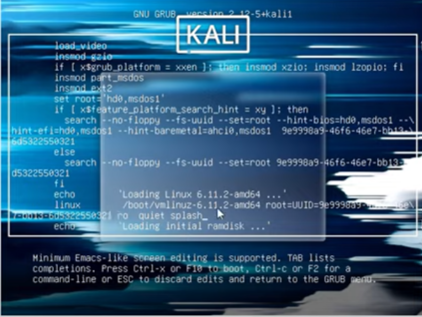 GNU GRUB  version 2.12-5+kali1
KALI
load_video
insmod gzio
if [ x$grub_platform = xxen ]; then insmod xzio; insmod lzopio; fi
insmod part_msdos
insmod ext2
set root='hd0,msdos1'
if [ x$feature_platform_search_hint = xy ]; then
search --no-floppy --fs-uuid --set=root --hint-bios=hd0,msdos1 --\
hint-efi=hd0,msdos1 --hint-baremetal=ahci0,msdos1  9e9998a9-46f6-46e7-bb13-\
6d5322550321
else
search --no-floppy --fs-uuid --set=root 9e9998a9-46f6-46e7-bb13-\
d5322550321
fi
echo 'Loading Linux 6.11.2-amd64 ...'
linux /boot/vmlinuz-6.11.2-amd64 root=UUID=9e9998a9-\
7-bb13-6d5322550321 ro  quiet splash_
echo 'Loading initial ramdisk ...'
Minimum Emacs-like screen editing is supported. TAB lists
completions. Press Ctrl-x or F10 to boot, Ctrl-c or F2 for a
command-line or ESC to discard edits and return to the GRUB menu.